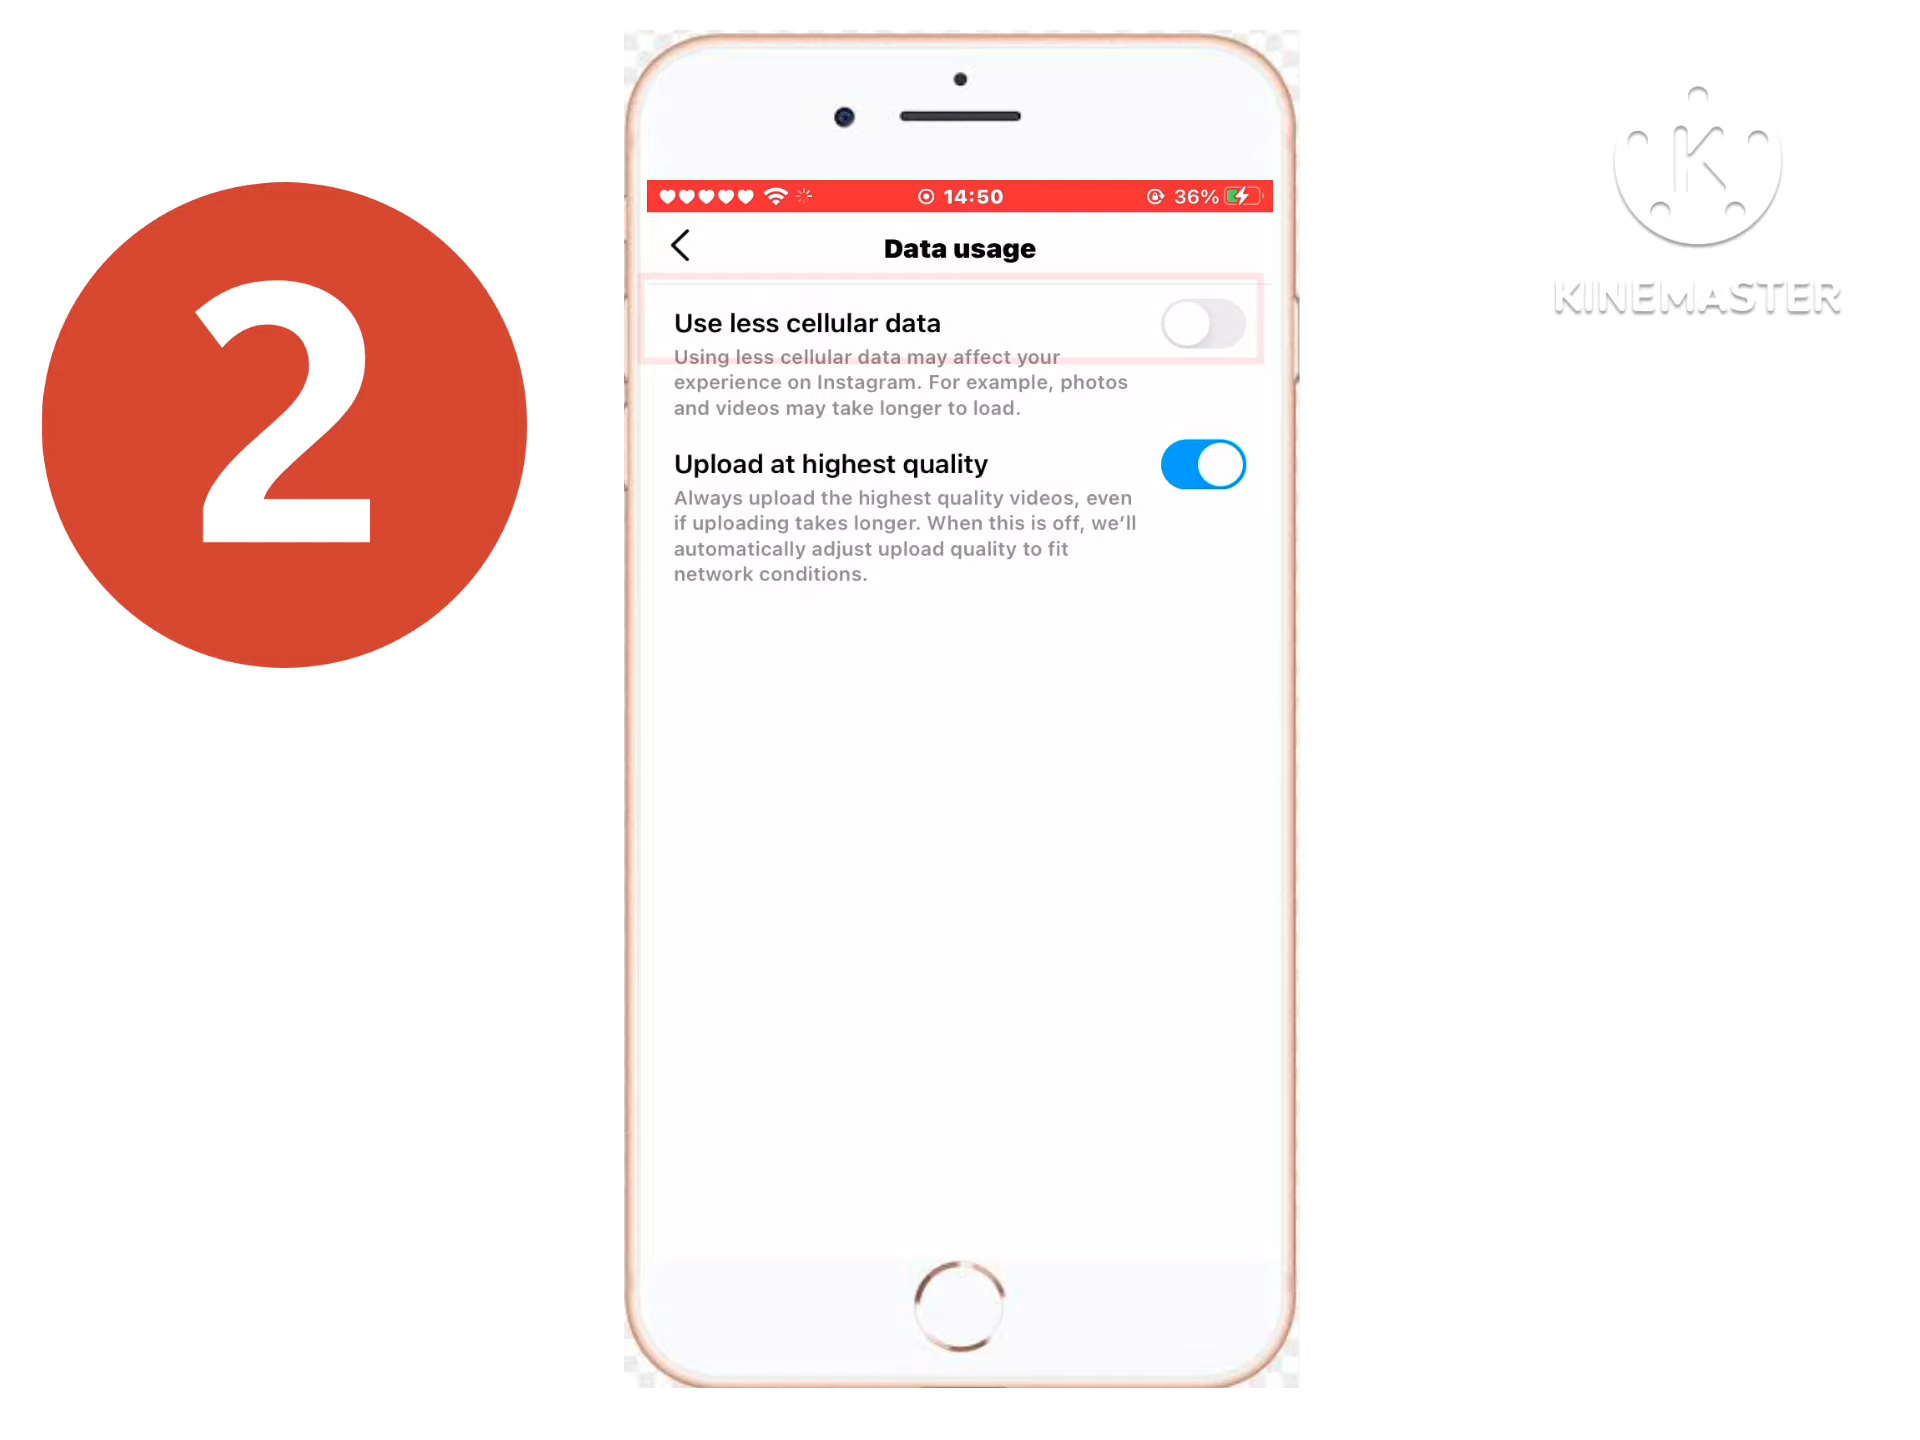 2
14:50
36%
Data usage
Use less cellular data
Using less cellular data may affect your
experience on Instagram. For example, photos
and videos may take longer to load.
Upload at highest quality
Always upload the highest quality videos, even
if uploading takes longer. When this is off, we’ll
automatically adjust upload quality to fit
network conditions.
K
KINEMASTER